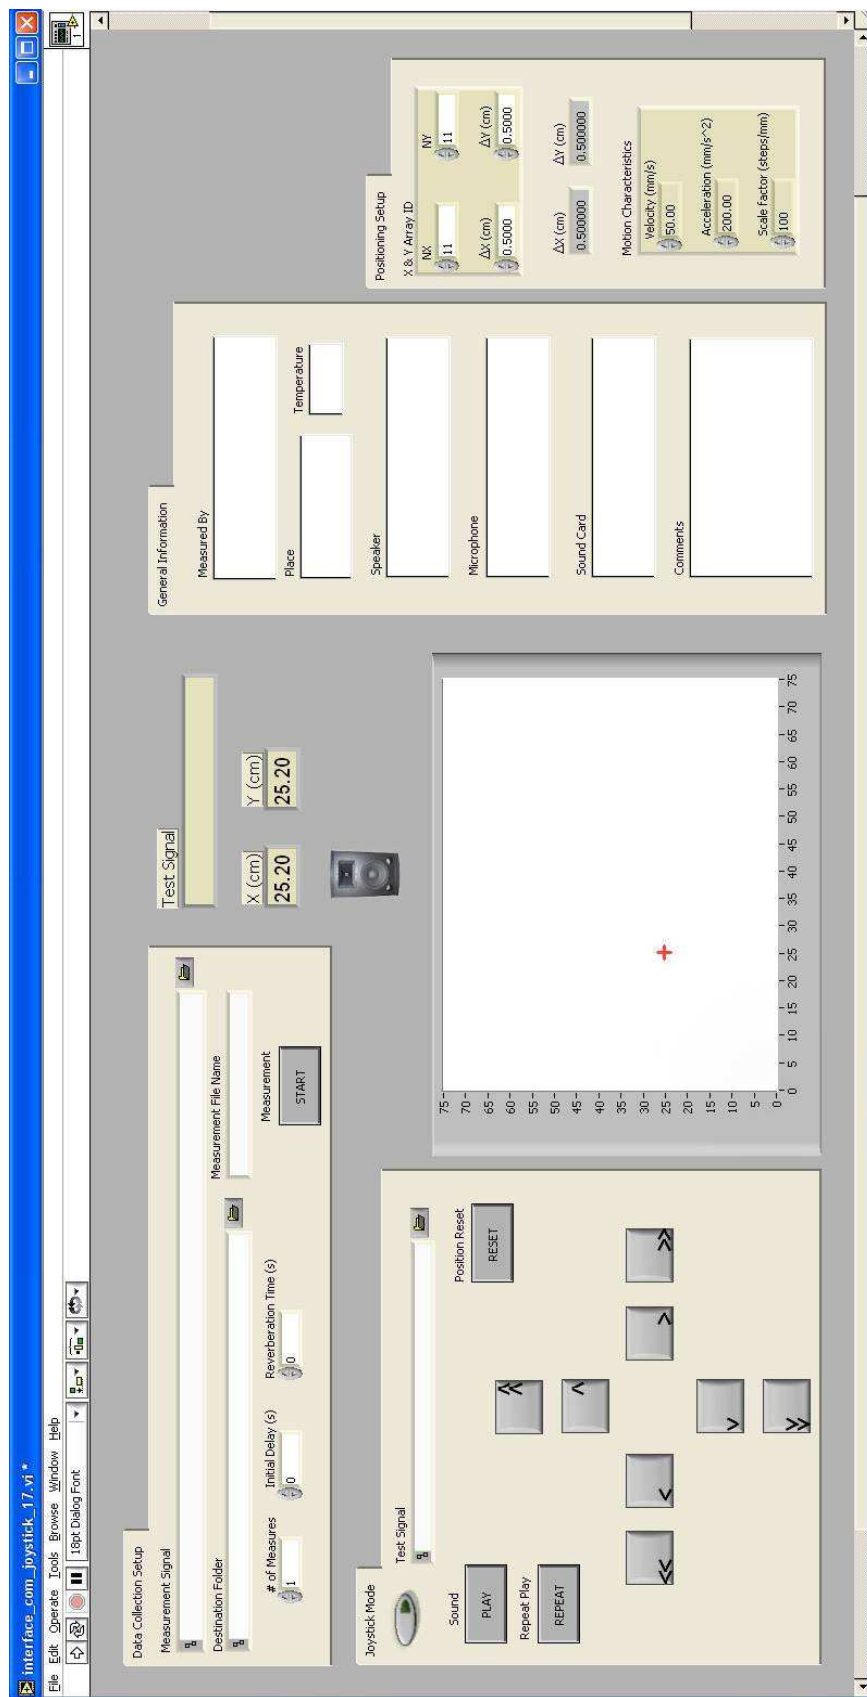 interface_com_joystick_17.vi *
File Edit Operate Tools Browse Window Help
18pt Dialog Font
1
Data Collection Setup
Measurement Signal
Destination Folder
Measurement File Name
# of Measures
1
Initial Delay (s)
0
Reverberation Time (s)
0
Measurement
START
Test Signal
X (cm)
25.20
Y (cm)
25.20
Joystick Mode
Test Signal
Sound
PLAY
Repeat Play
REPEAT
Position Reset
RESET
<<
<
>
>>
75
70
65
60
55
50
45
40
35
30
25
20
15
10
5
0
0 5 10 15 20 25 30 35 40 45 50 55 60 65 70 75
General Information
Measured By
Place
Temperature
Speaker
Microphone
Sound Card
Comments
Positioning Setup
X & Y Array ID
NX
11
NY
11
ΔX (cm)
0.5000
ΔY (cm)
0.5000
ΔX (cm)
0.500000
ΔY (cm)
0.500000
Motion Characteristics
Velocity (mm/s)
50.00
Acceleration (mm/s^2)
200.00
Scale factor (steps/mm)
100